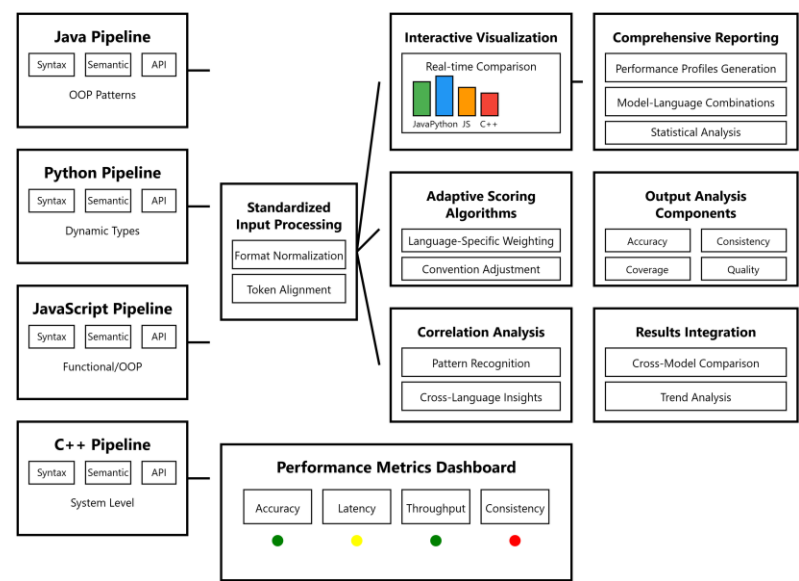 Java Pipeline
Syntax
Semantic
API
OOP Patterns
Python Pipeline
Syntax
Semantic
API
Dynamic Types
JavaScript Pipeline
Syntax
Semantic
API
Functional/OOP
C++ Pipeline
Syntax
Semantic
API
System Level
Standardized
Input Processing
Format Normalization
Token Alignment
Interactive Visualization
Real-time Comparison
Java
Python
JS
C++
Adaptive Scoring
Algorithms
Language-Specific Weighting
Convention Adjustment
Correlation Analysis
Pattern Recognition
Cross-Language Insights
Comprehensive Reporting
Performance Profiles Generation
Model-Language Combinations
Statistical Analysis
Output Analysis
Components
Accuracy
Consistency
Coverage
Quality
Results Integration
Cross-Model Comparison
Trend Analysis
Performance Metrics Dashboard
Accuracy
Latency
Throughput
Consistency